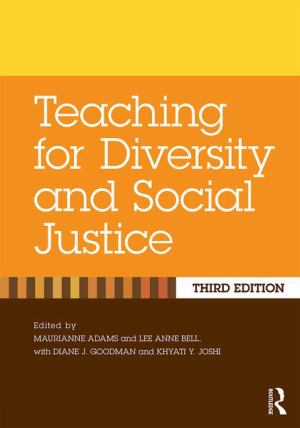 Teaching
for Diversity
and Social
Justice
THIRD EDITION
Edited by
MAURIANNE ADAMS and LEE ANNE BELL,
with DIANE J. GOODMAN and KHYATI Y. JOSHI
R
ROUTLEDGE